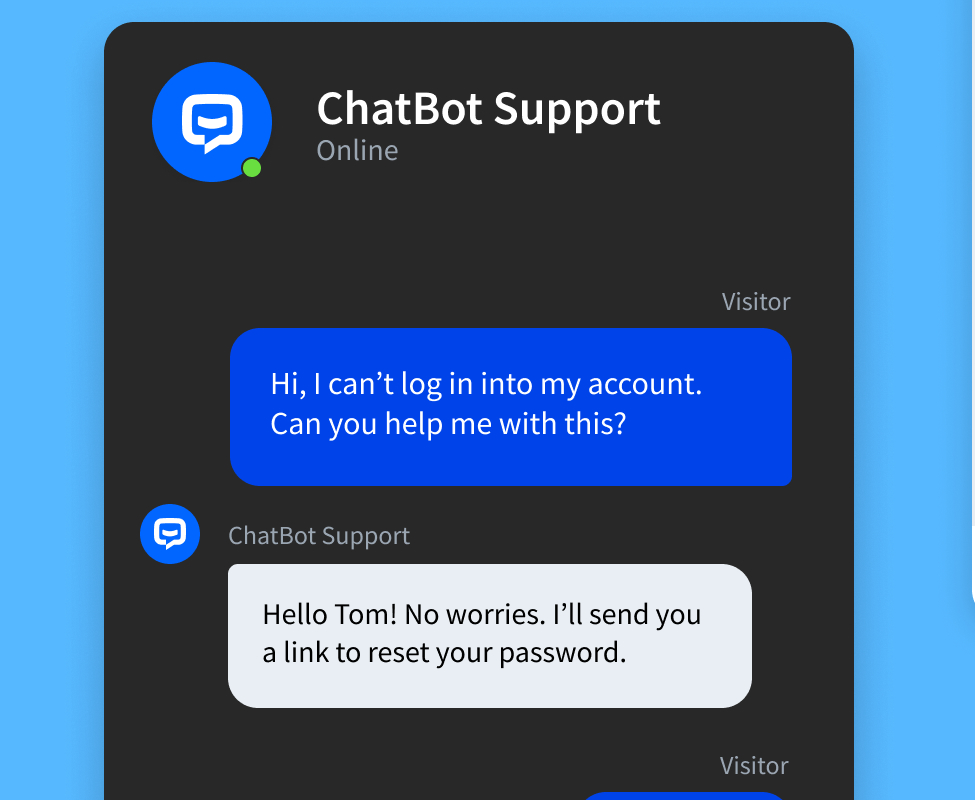 ChatBot Support
Online
Visitor
Hi, I can’t log in into my account.
Can you help me with this?
ChatBot Support
Hello Tom! No worries. I’ll send you
a link to reset your password.
Visitor